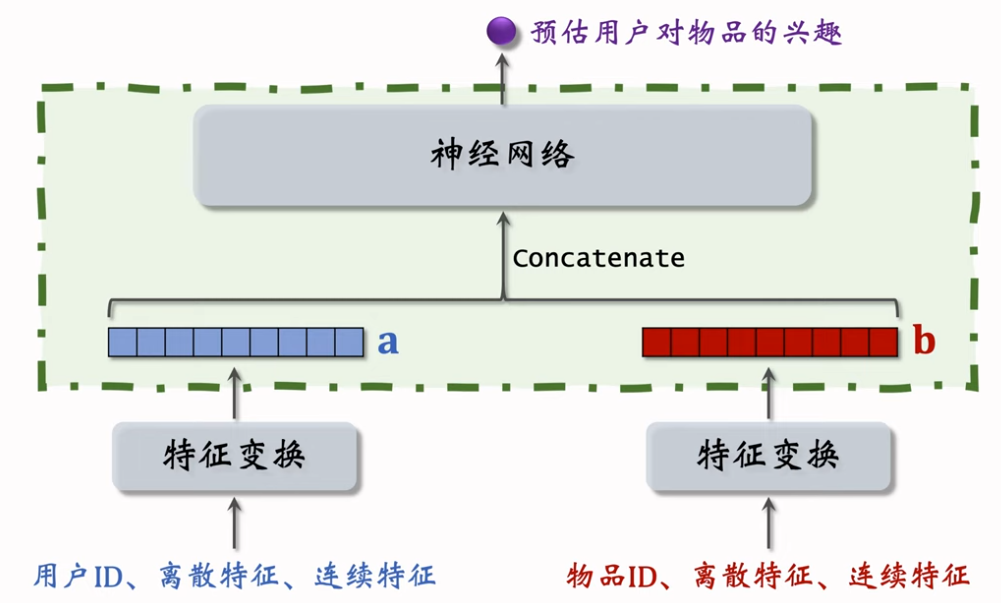 预估用户对物品的兴趣
神经网络
Concatenate
a
b
特征变换
特征变换
用户ID、离散特征、连续特征
物品ID、离散特征、连续特征